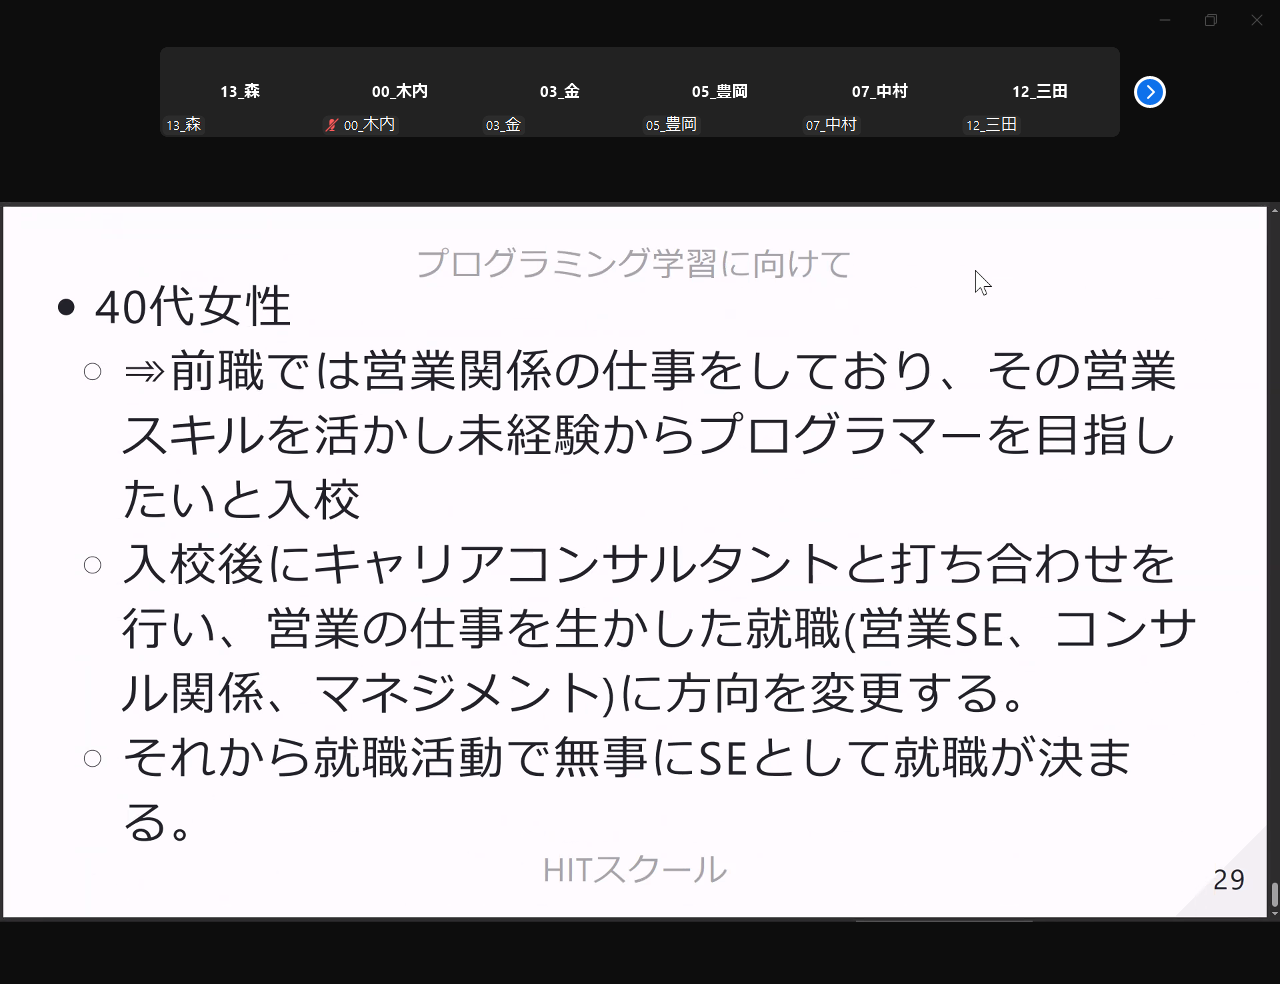 13_森
00_木内
03_金
05_豊岡
07_中村
12_三田
13_森
00_木内
03_金
05_豊岡
07_中村
12_三田
プログラミング学習に向けて
● 40代女性
○ ⇒前職では営業関係の仕事をしており、その営業
スキルを活かし未経験からプログラマーを目指し
たいと入校
○ 入校後にキャリアコンサルタントと打ち合わせを
行い、営業の仕事を生かした就職(営業SE、コンサ
ル関係、マネジメント)に方向を変更する。
○ それから就職活動で無事にSEとして就職が決ま
る。
HITスクール
29